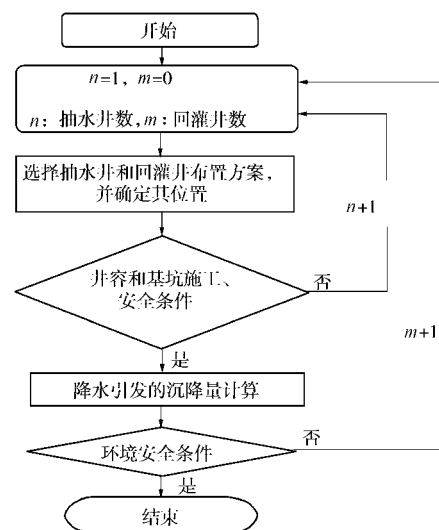 开始
n=1, m=0
n: 抽水井数, m: 回灌井数
选择抽水井和回灌井布置方案,
并确定其位置
n+1
井容和基坑施工、
安全条件
否
m+1
是
降水引发的沉降量计算
环境安全条件
否
是
结束